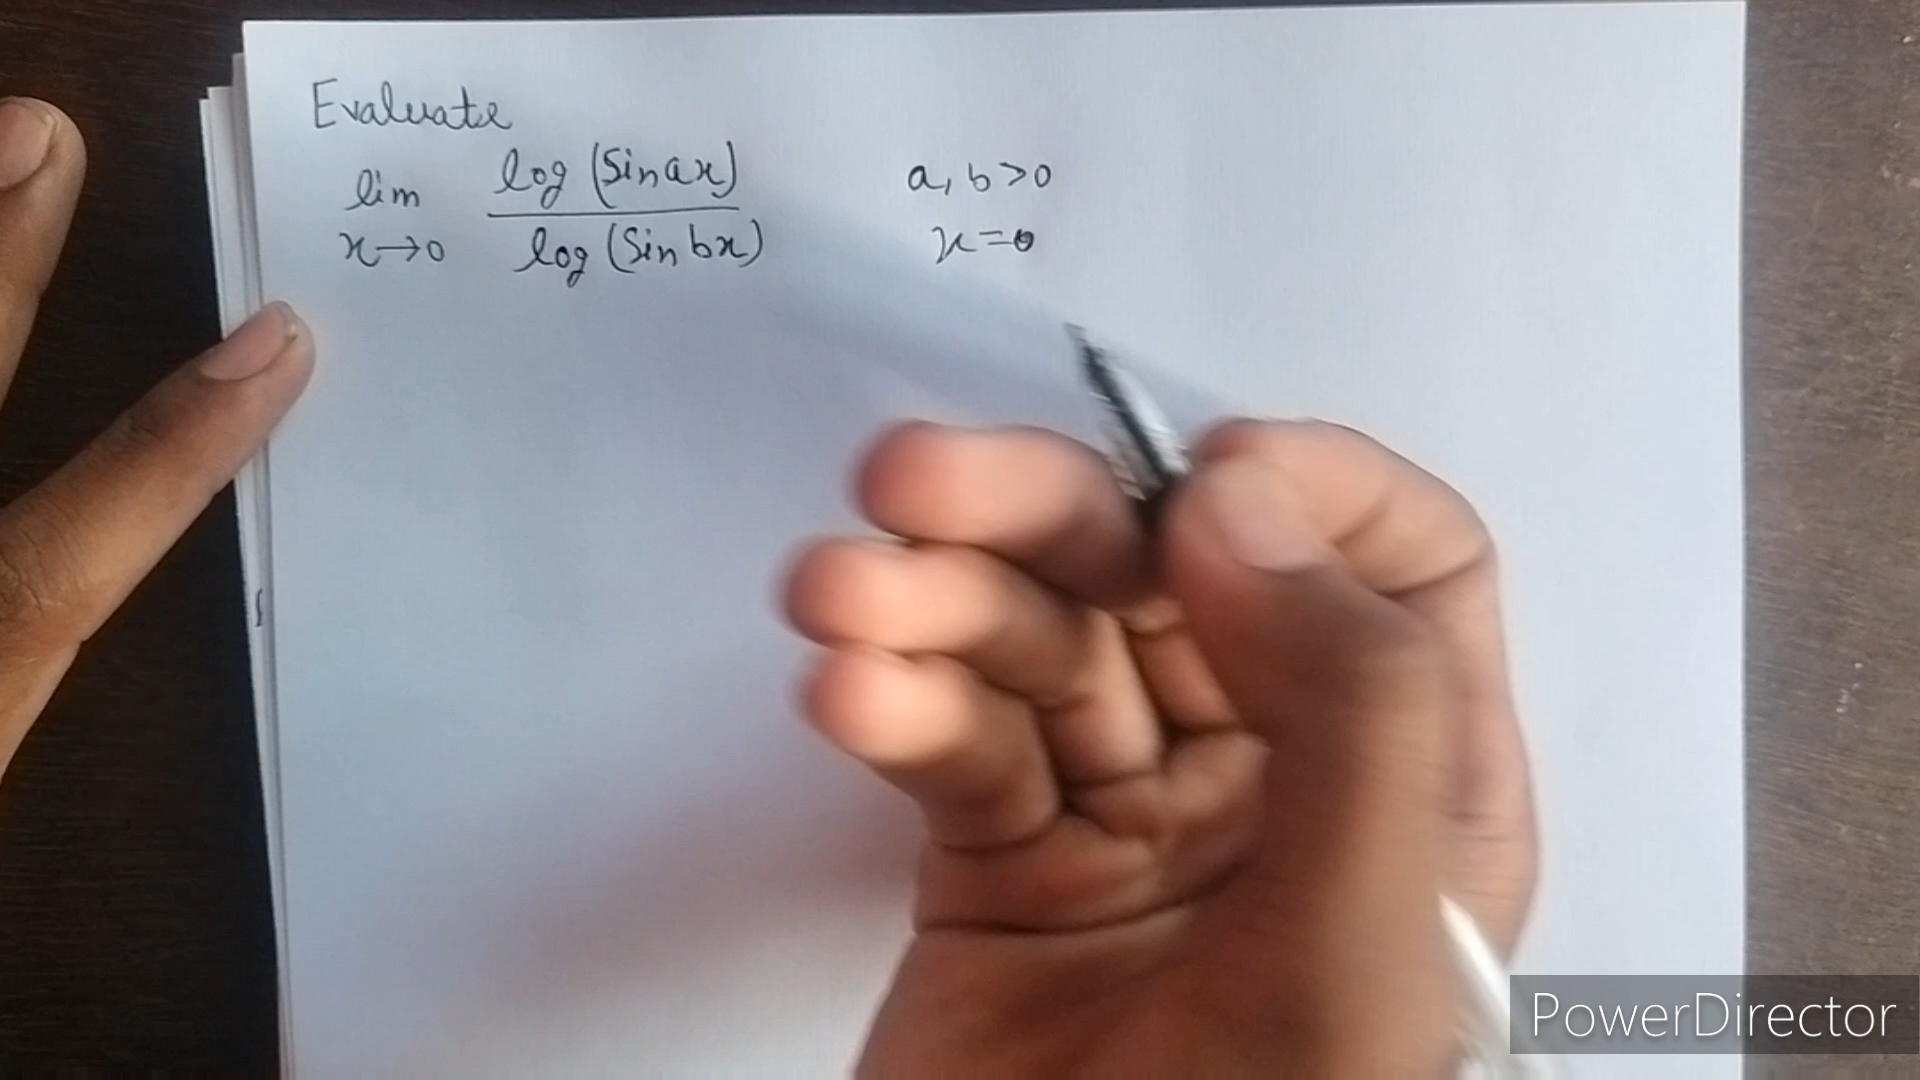 Evaluate
lim log (Sin ax) a, b > 0
x→0 log (Sin bx) x = 0
PowerDirector